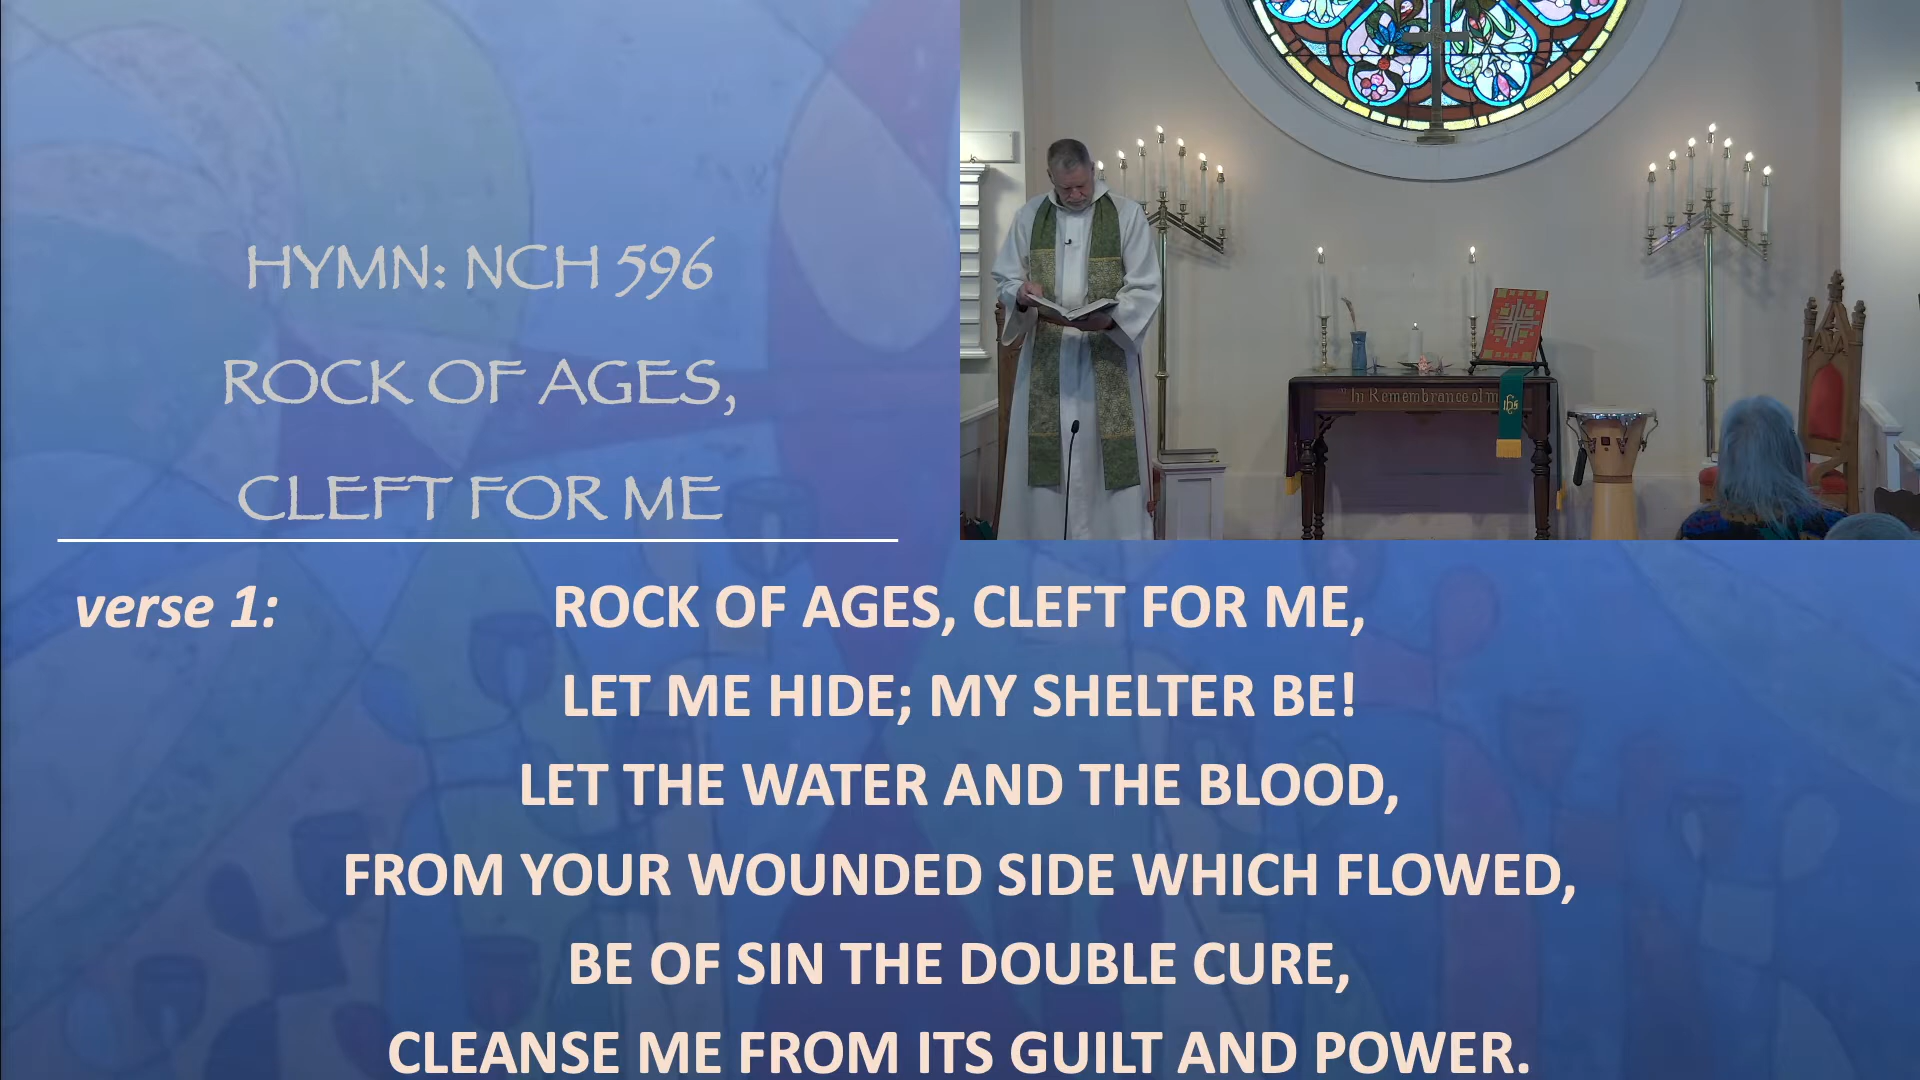 HYMN: NCH 596
ROCK OF AGES,
CLEFT FOR ME
"In Remembrance of m
ihs
verse 1:
ROCK OF AGES, CLEFT FOR ME,
LET ME HIDE; MY SHELTER BE!
LET THE WATER AND THE BLOOD,
FROM YOUR WOUNDED SIDE WHICH FLOWED,
BE OF SIN THE DOUBLE CURE,
CLEANSE ME FROM ITS GUILT AND POWER.